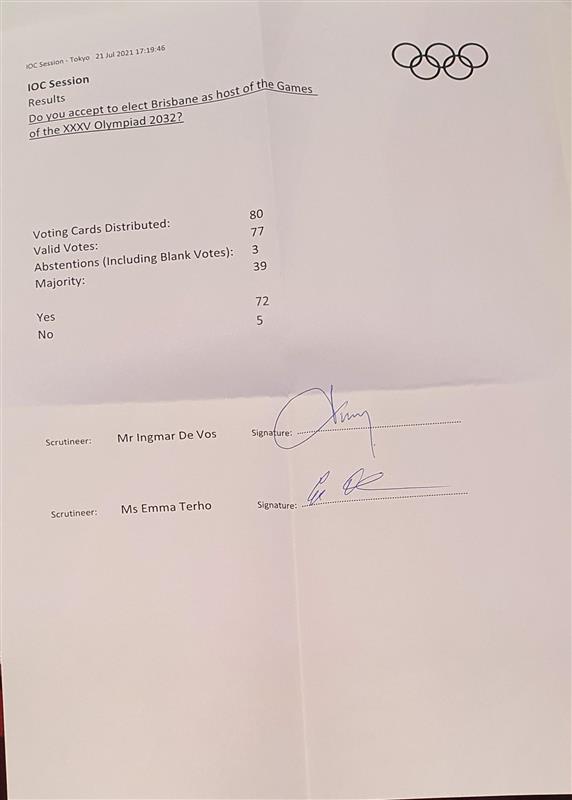 IOC Session - Tokyo 21 Jul 2021 17:19:46
IOC Session
Results
Do you accept to elect Brisbane as host of the Games
of the XXXV Olympiad 2032?
Voting Cards Distributed: 80
Valid Votes: 77
Abstentions (Including Blank Votes): 3
Majority: 39
Yes 72
No 5
Scrutineer: Mr Ingmar De Vos Signature:
Scrutineer: Ms Emma Terho Signature: